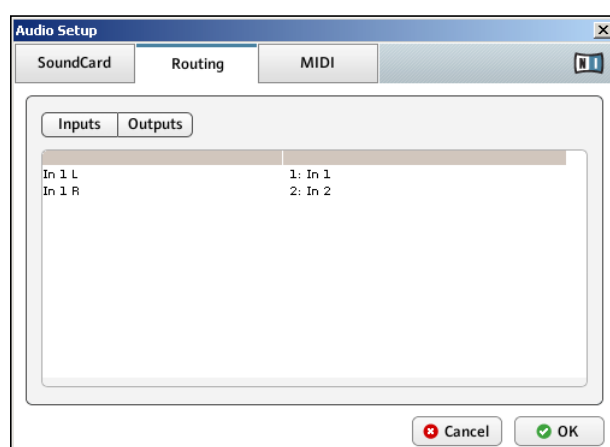 Audio Setup
SoundCard Routing MIDI
NI
Inputs Outputs
In 1 L 1: In 1
In 1 R 2: In 2
Cancel OK